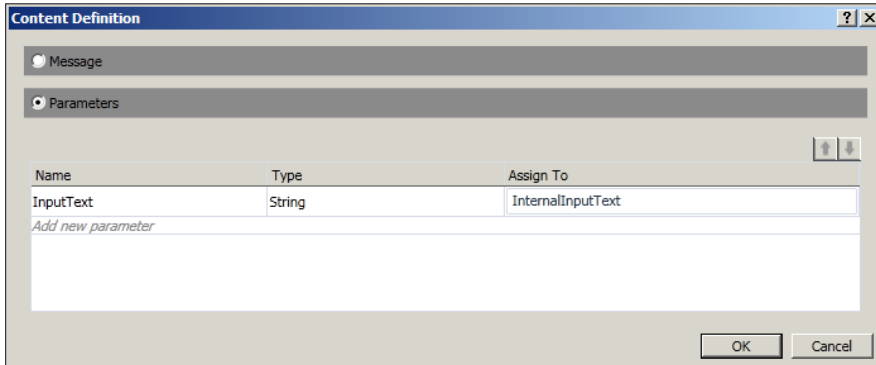 Content Definition
Message
Parameters
Name Type Assign To
InputText String InternalInputText
Add new parameter
OK Cancel